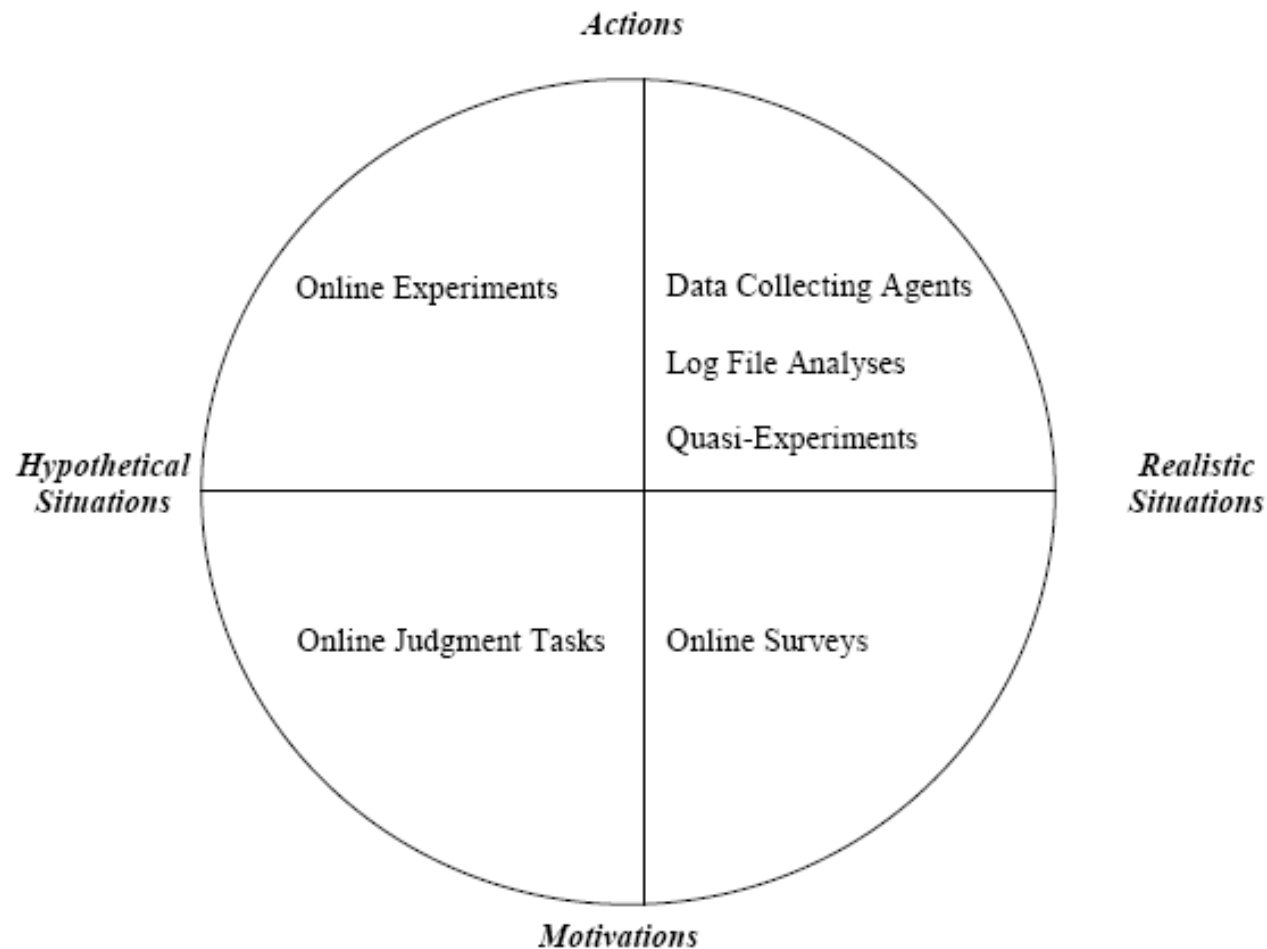 Actions
Online Experiments
Data Collecting Agents
Log File Analyses
Quasi-Experiments
Hypothetical
Situations
Realistic
Situations
Online Judgment Tasks
Online Surveys
Motivations